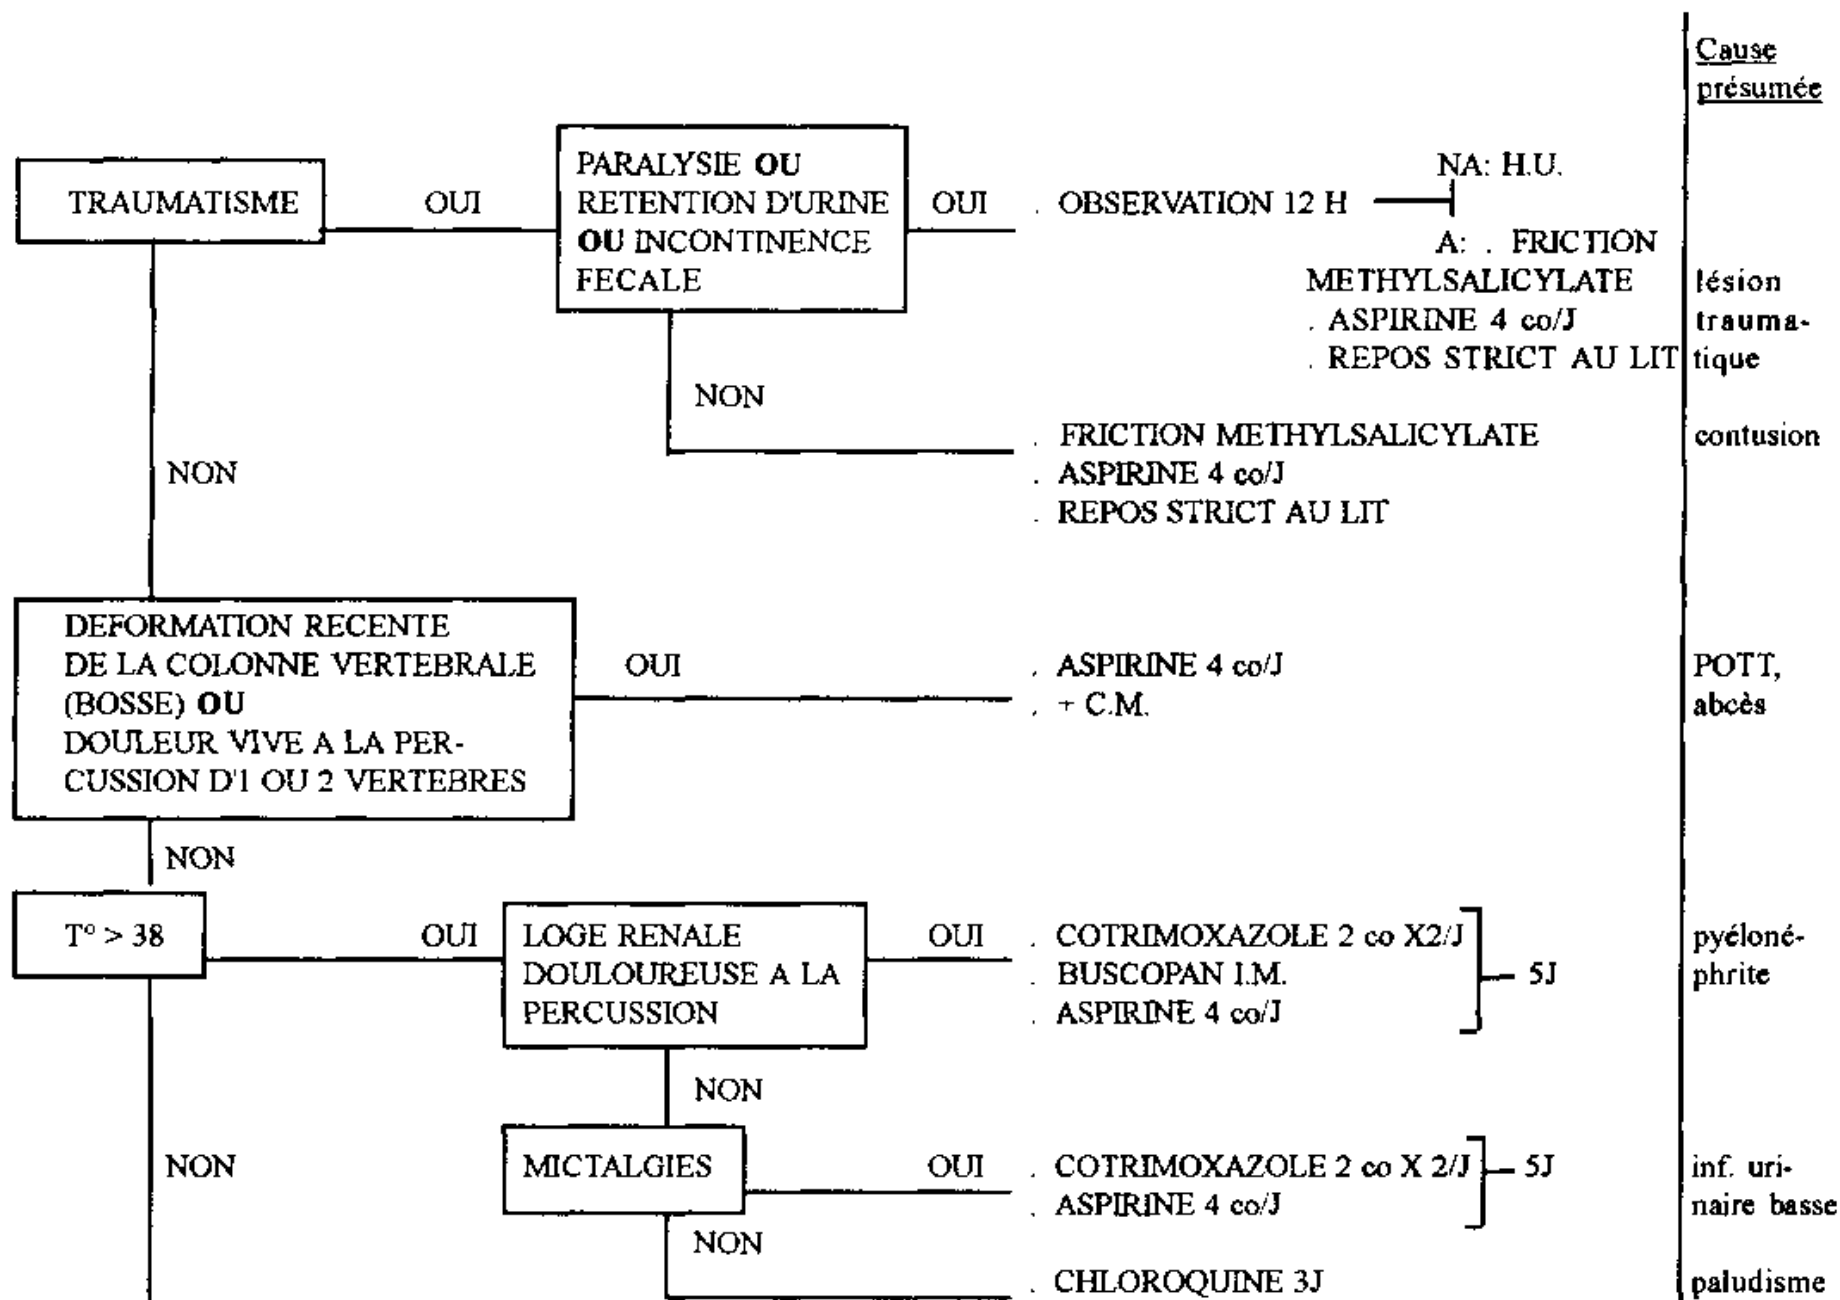 Cause
présumée
TRAUMATISME
OUI
PARALYSIE OU
RETENTION D'URINE
OU INCONTINENCE
FECALE
OUI
. OBSERVATION 12 H
NA: H.U.
A: . FRICTION
METHYLSALICYLATE
. ASPIRINE 4 co/J
. REPOS STRICT AU LIT
lésion
trauma-
tique
NON
. FRICTION METHYLSALICYLATE
. ASPIRINE 4 co/J
. REPOS STRICT AU LIT
contusion
NON
DEFORMATION RECENTE
DE LA COLONNE VERTEBRALE
(BOSSE) OU
DOULEUR VIVE A LA PER-
CUSSION D'1 OU 2 VERTEBRES
OUI
. ASPIRINE 4 co/J
. + C.M.
POTT,
abcès
NON
T° > 38
OUI
LOGE RENALE
DOULOUREUSE A LA
PERCUSSION
OUI
. COTRIMOXAZOLE 2 co X2/J
. BUSCOPAN I.M.
. ASPIRINE 4 co/J
5J
pyéloné-
phrite
NON
NON
MICTALGIES
OUI
. COTRIMOXAZOLE 2 co X 2/J
. ASPIRINE 4 co/J
5J
inf. uri-
naire basse
NON
. CHLOROQUINE 3J
paludisme